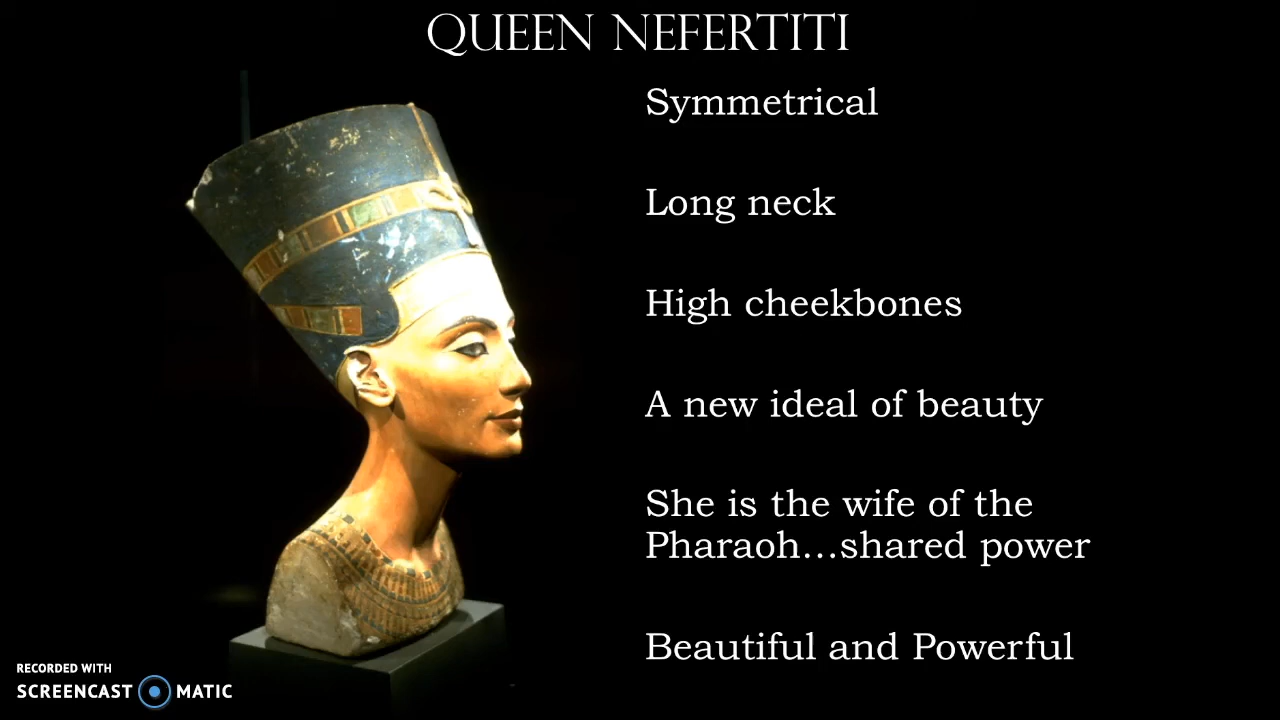 QUEEN NEFERTITI
Symmetrical
Long neck
High cheekbones
A new ideal of beauty
She is the wife of the
Pharaoh...shared power
Beautiful and Powerful
RECORDED WITH
SCREENCAST MATIC